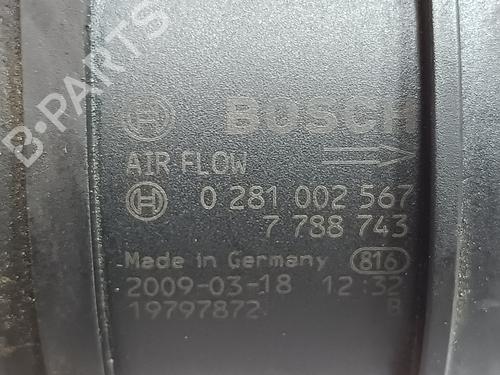 B-PARTS
BOSCH
AIR FLOW
0 281 002 567
7 788 743
Made in Germany 816
2009-03-18 12:32
19797872 B